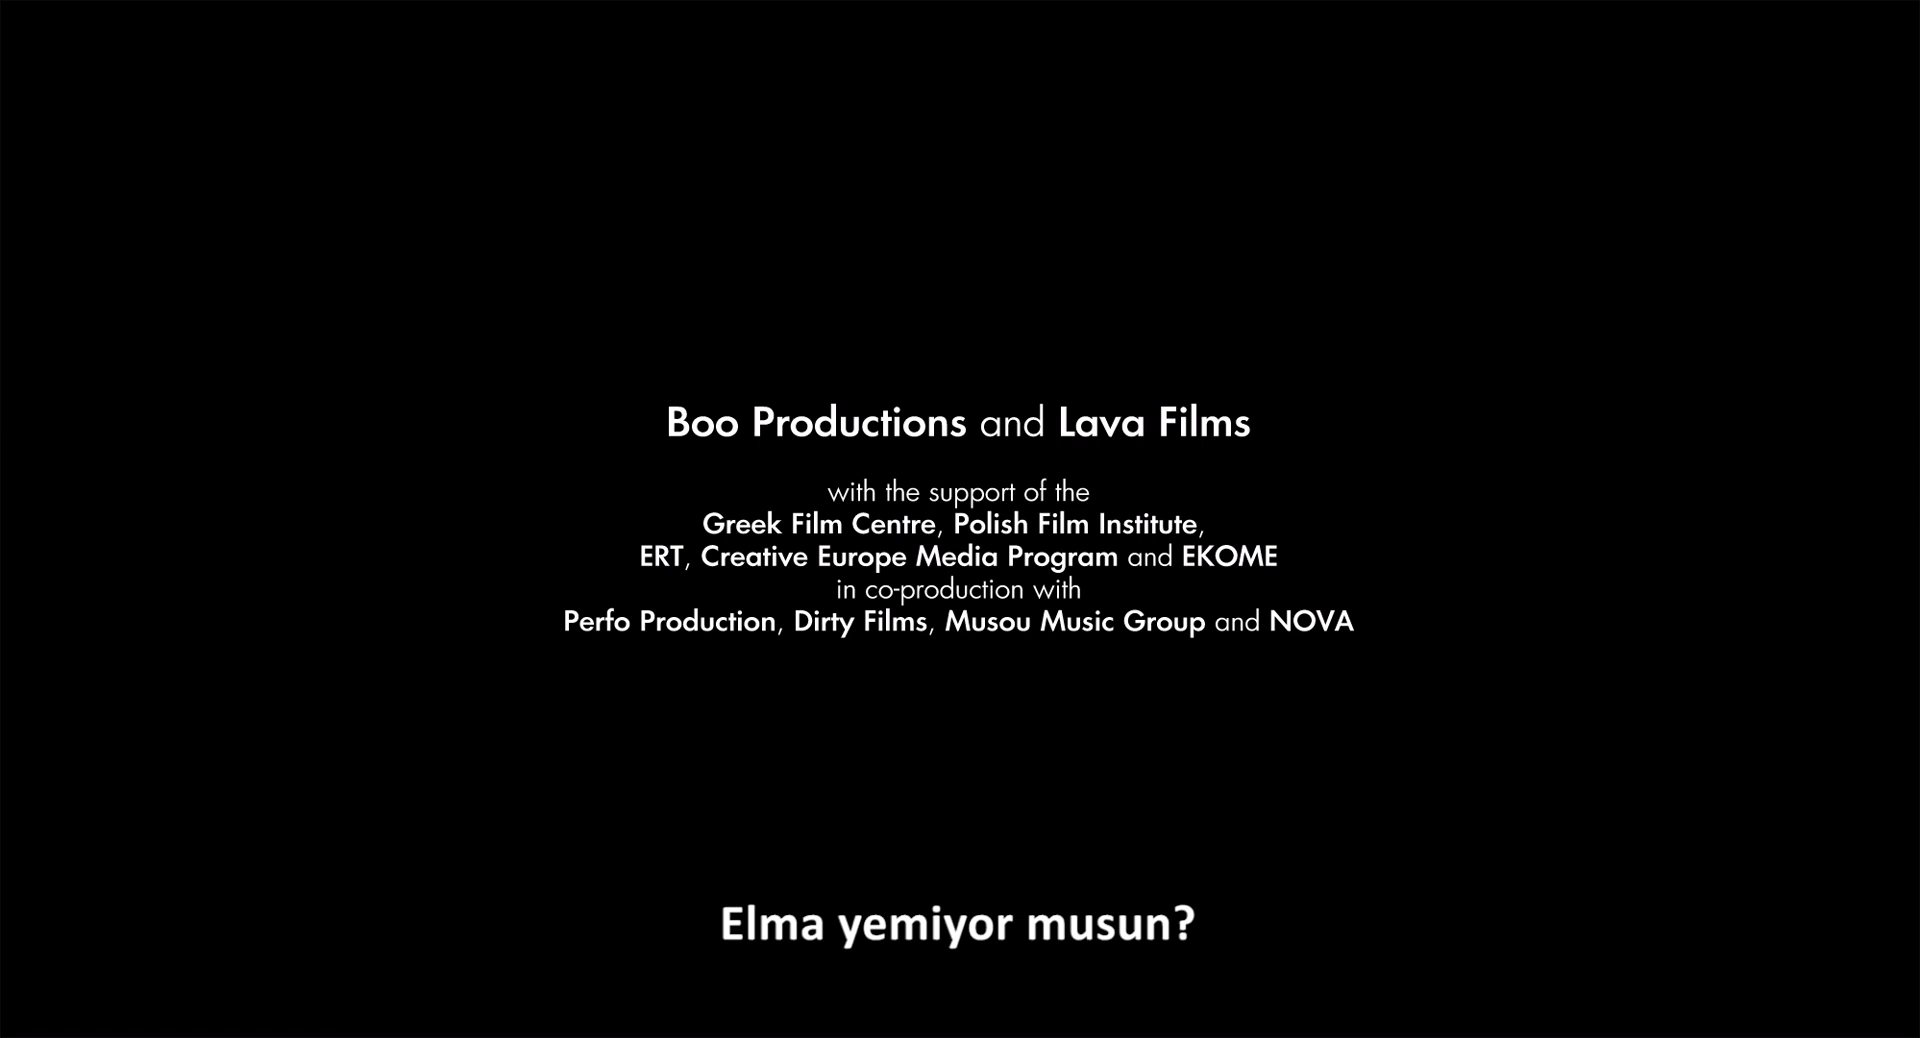 Boo Productions and Lava Films
with the support of the
Greek Film Centre, Polish Film Institute,
ERT, Creative Europe Media Program and EKOME
in co-production with
Perfo Production, Dirty Films, Musou Music Group and NOVA
Elma yemiyor musun?